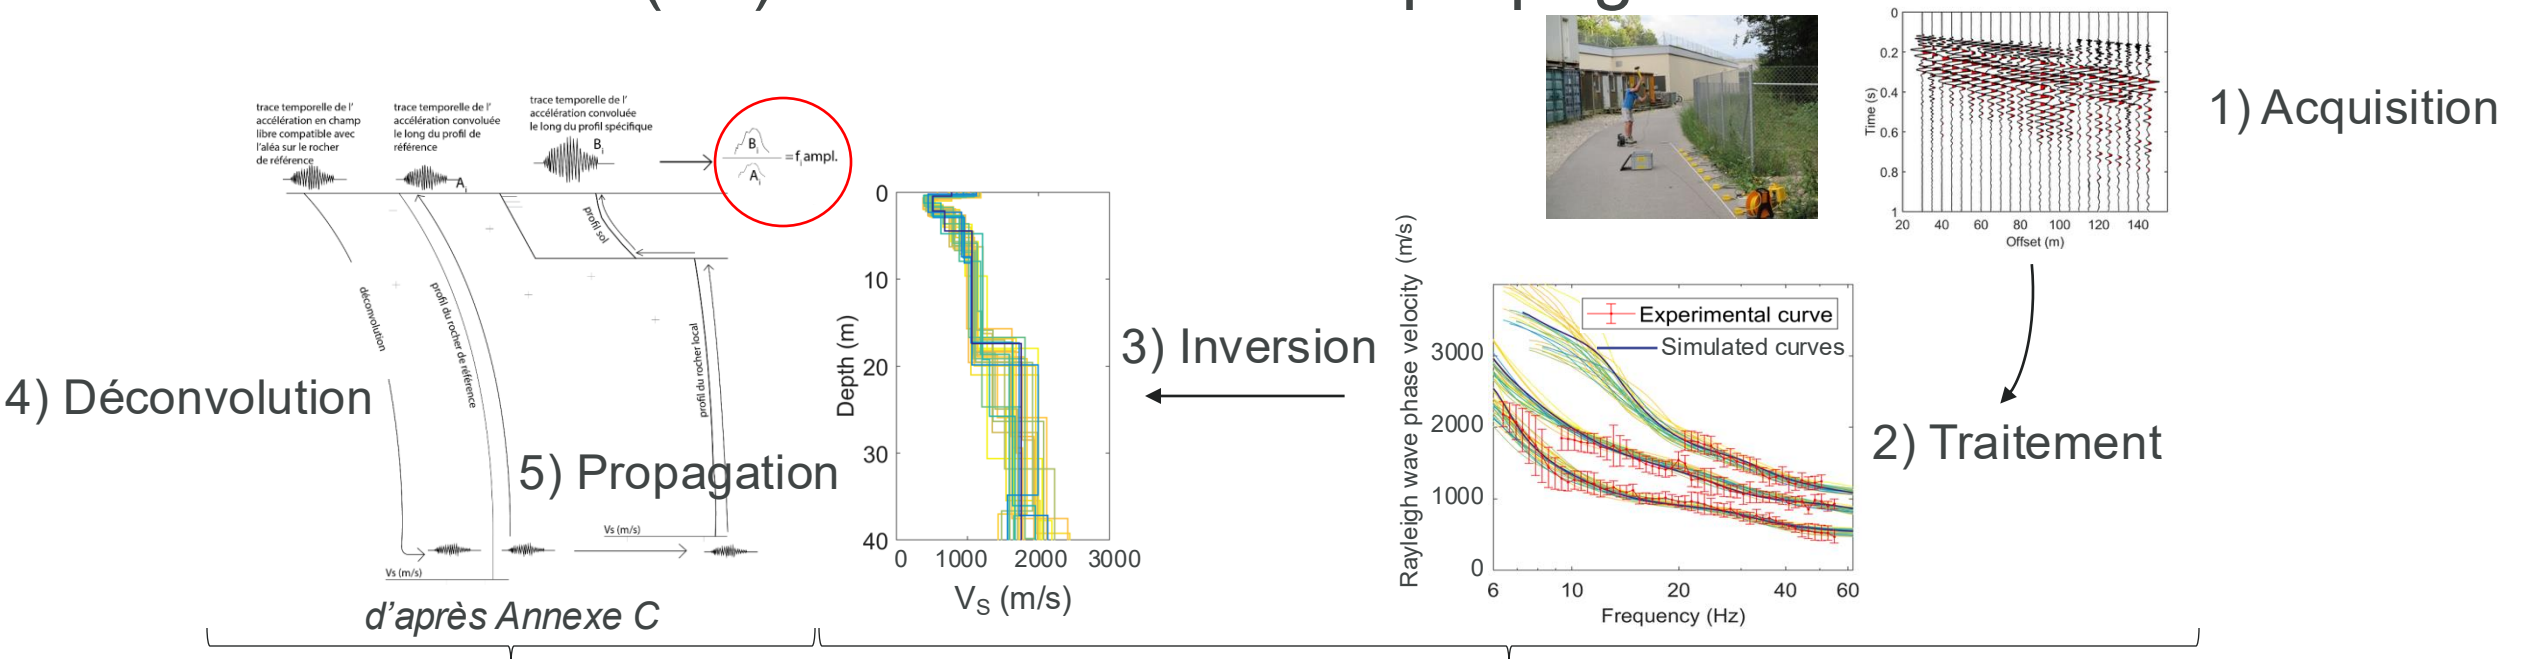 trace temporelle de l'
accélération en champ
libre compatible avec
l'aléa sur le rocher
de référence
trace temporelle de l'
accélération convoluée
le long du profil de
référence
A i
trace temporelle de l'
accélération convoluée
le long du profil spécifique
B i
B i
A i
= f i ampl.
déconvolution
profil du rocher de référence
profil sol
profil du rocher local
Vs (m/s)
Vs (m/s)
4) Déconvolution
5) Propagation
d'après Annexe C
0
10
20
30
40
Depth (m)
0 1000 2000 3000
VS (m/s)
3) Inversion
Rayleigh wave phase velocity (m/s)
3000
2000
1000
0
Experimental curve
Simulated curves
6 10 20 40 60
Frequency (Hz)
2) Traitement
0
0.2
0.4
0.6
0.8
1
Time (s)
20 40 60 80 100 120 140
Offset (m)
1) Acquisition